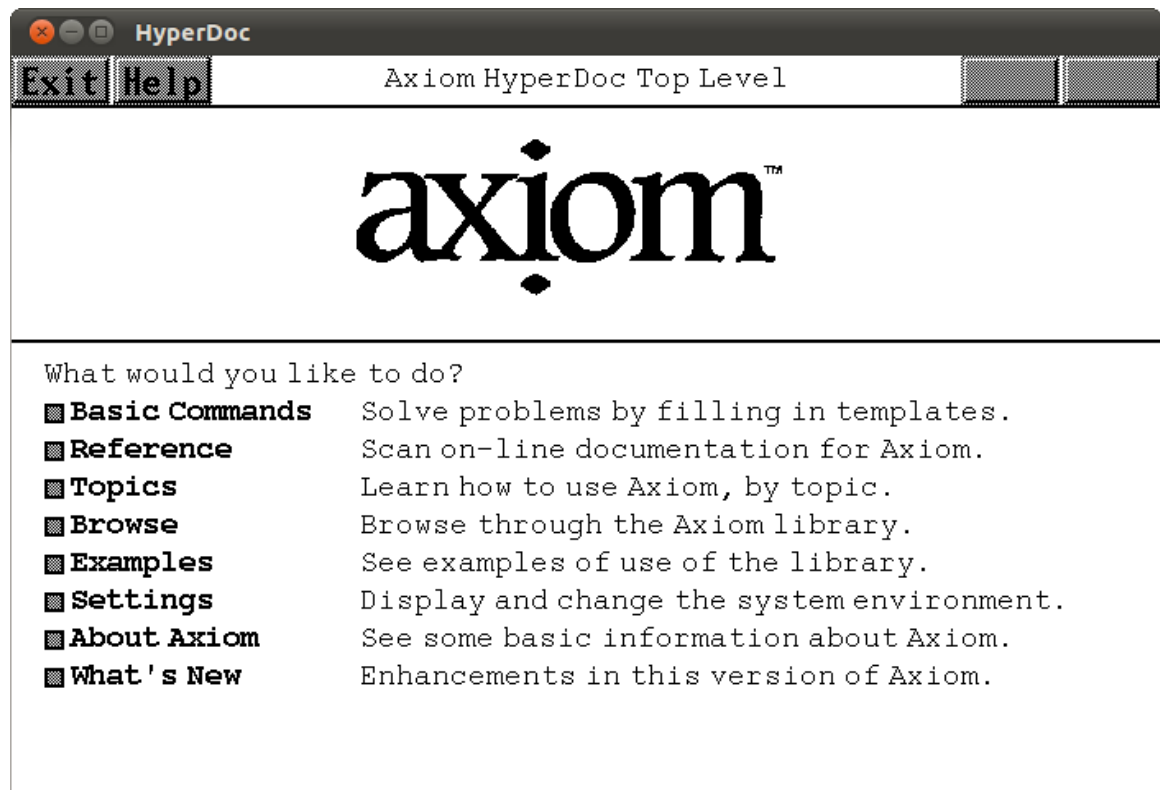 HyperDoc
Exit Help Axiom HyperDoc Top Level
axiom™
What would you like to do?
Basic Commands Solve problems by filling in templates.
Reference Scan on-line documentation for Axiom.
Topics Learn how to use Axiom, by topic.
Browse Browse through the Axiom library.
Examples See examples of use of the library.
Settings Display and change the system environment.
About Axiom See some basic information about Axiom.
What's New Enhancements in this version of Axiom.